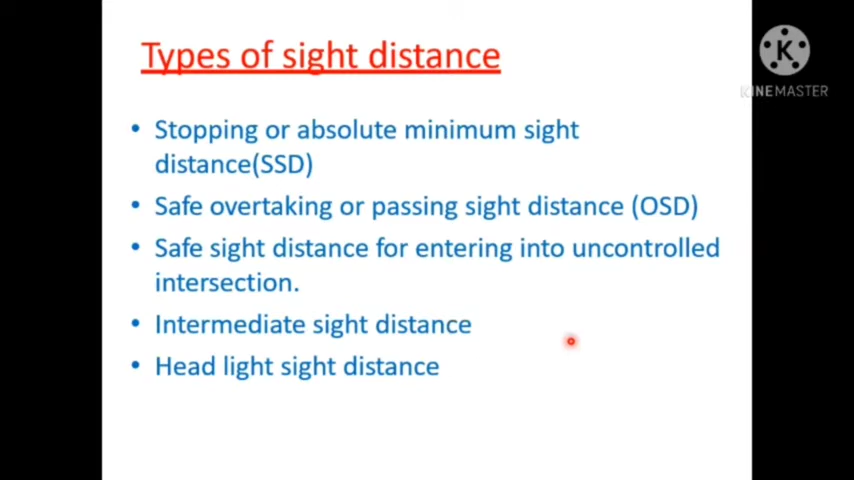 Types of sight distance
K
KINEMASTER
• Stopping or absolute minimum sight
distance(SSD)
• Safe overtaking or passing sight distance (OSD)
• Safe sight distance for entering into uncontrolled
intersection.
• Intermediate sight distance
• Head light sight distance